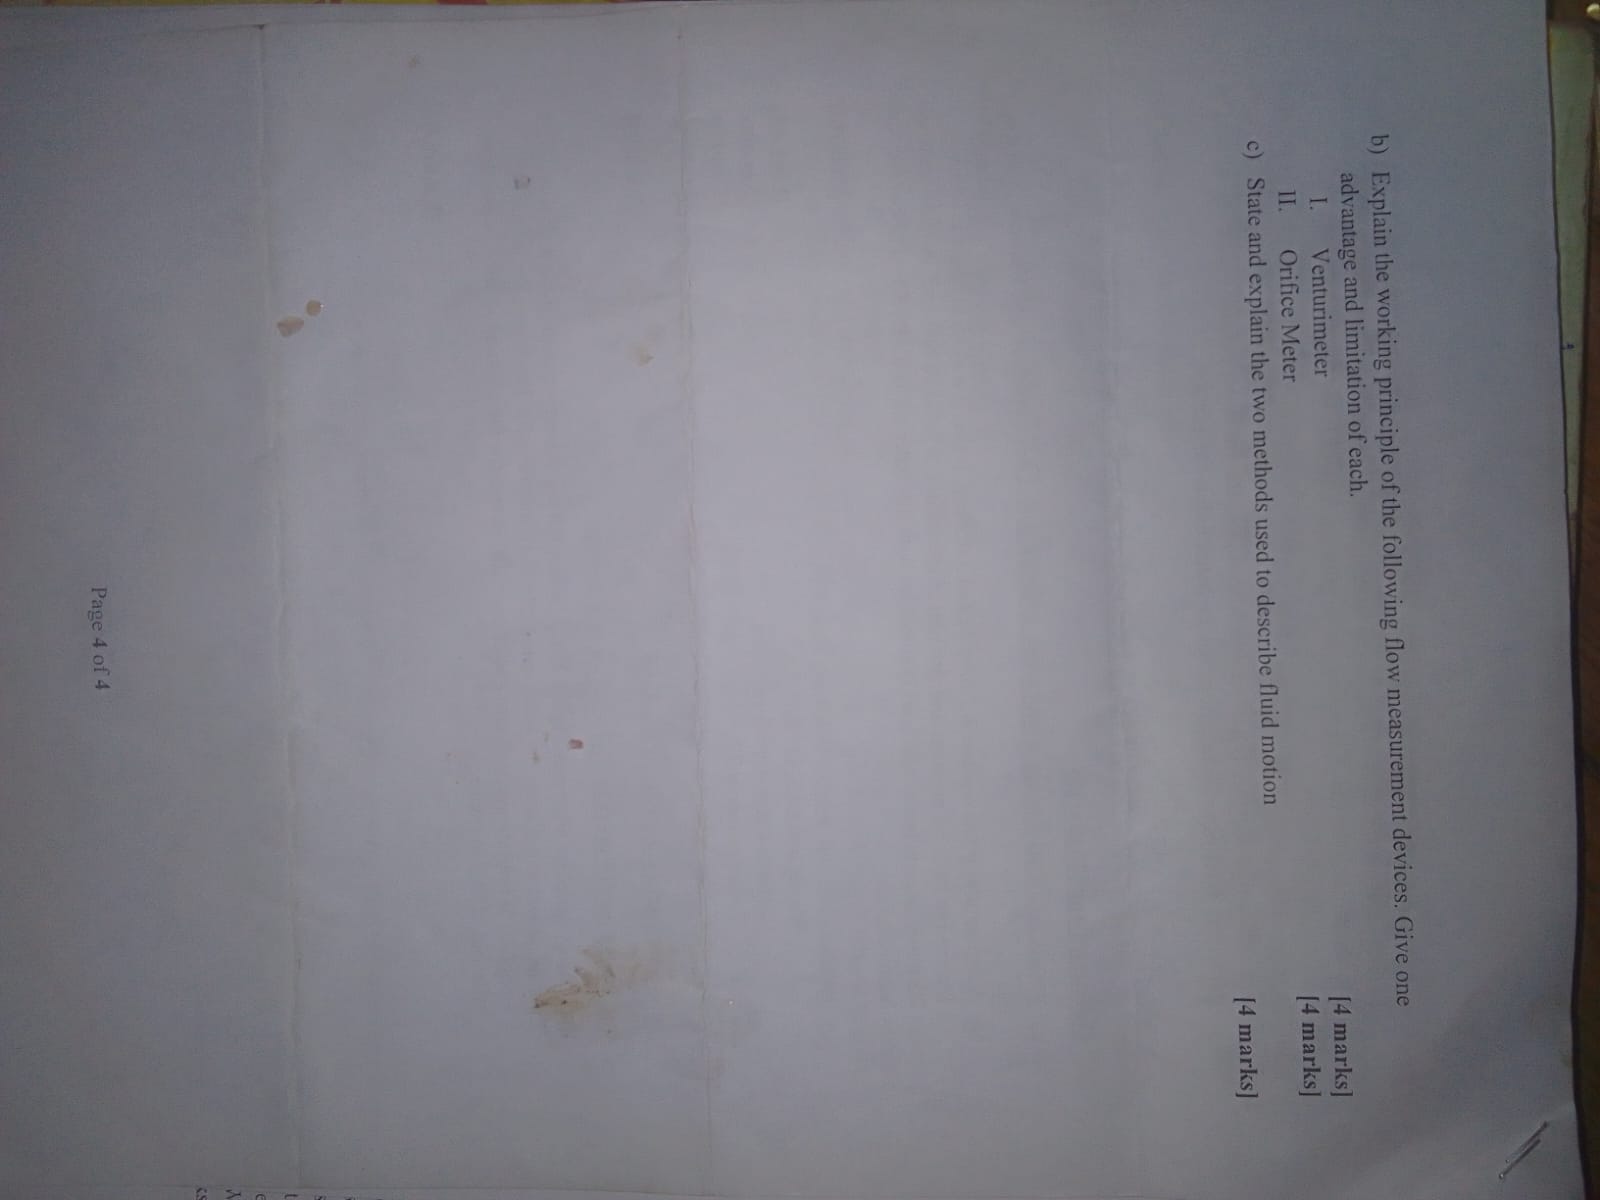 b) Explain the working principle of the following flow measurement devices. Give one
advantage and limitation of each.
I. Venturimeter [4 marks]
II. Orifice Meter [4 marks]
c) State and explain the two methods used to describe fluid motion
[4 marks]
Page 4 of 4